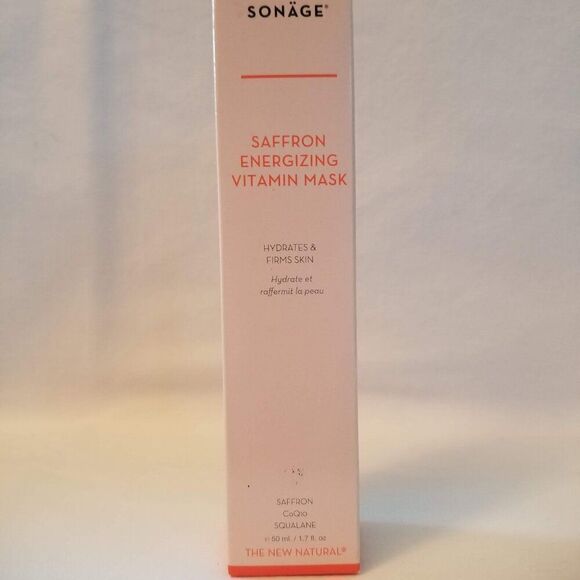 SONÄGE®
SAFFRON
ENERGIZING
VITAMIN MASK
HYDRATES &
FIRMS SKIN
Hydrate et
raffermit la peau
SAFFRON
CoQ10
SQUALANE
℮ 50 ml. / 1.7 fl. oz
THE NEW NATURAL®